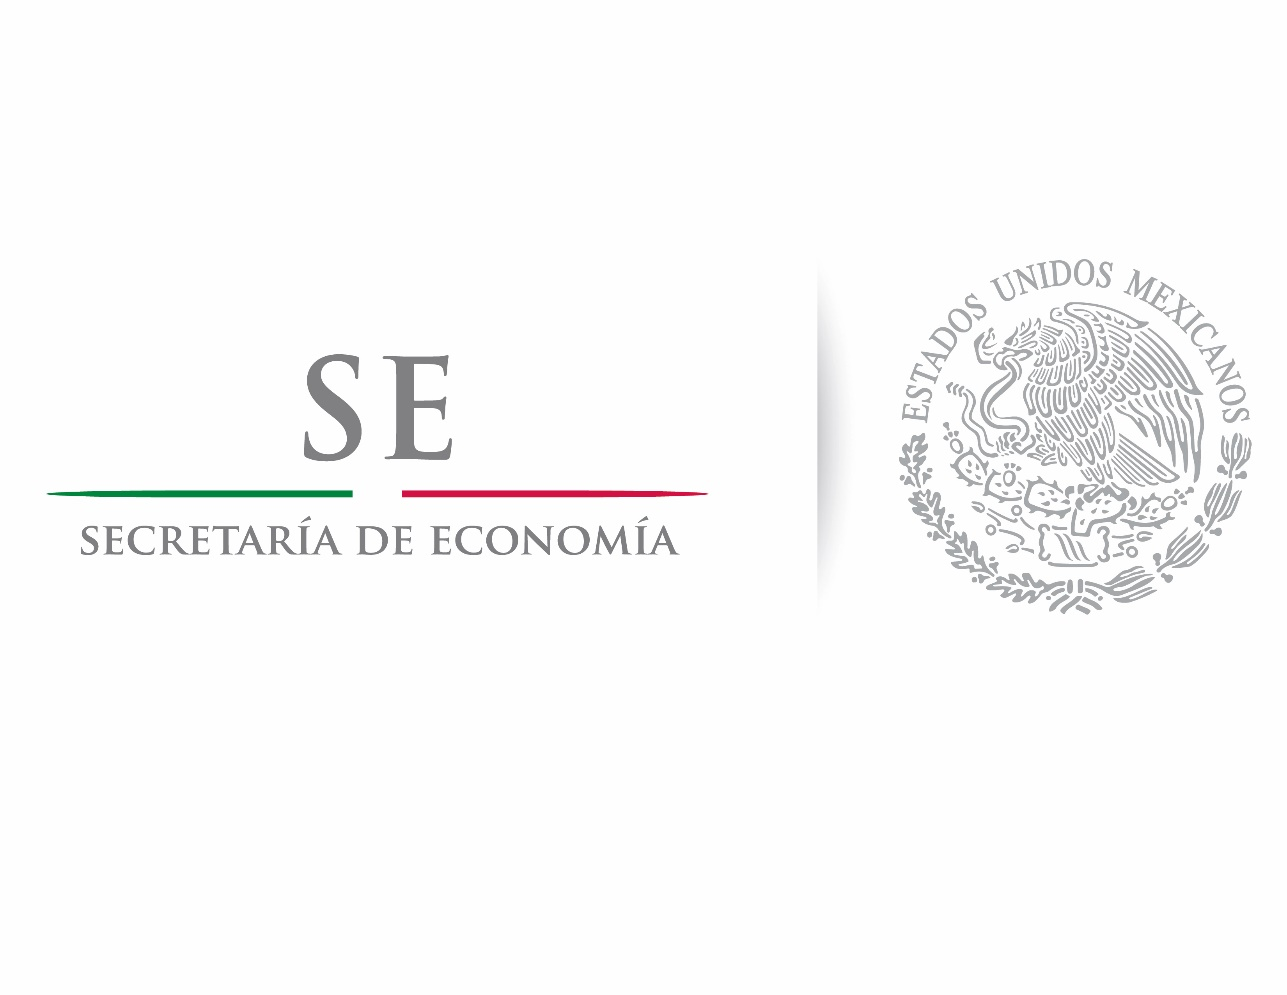 SE
SECRETARÍA DE ECONOMÍA
ESTADOS UNIDOS MEXICANOS